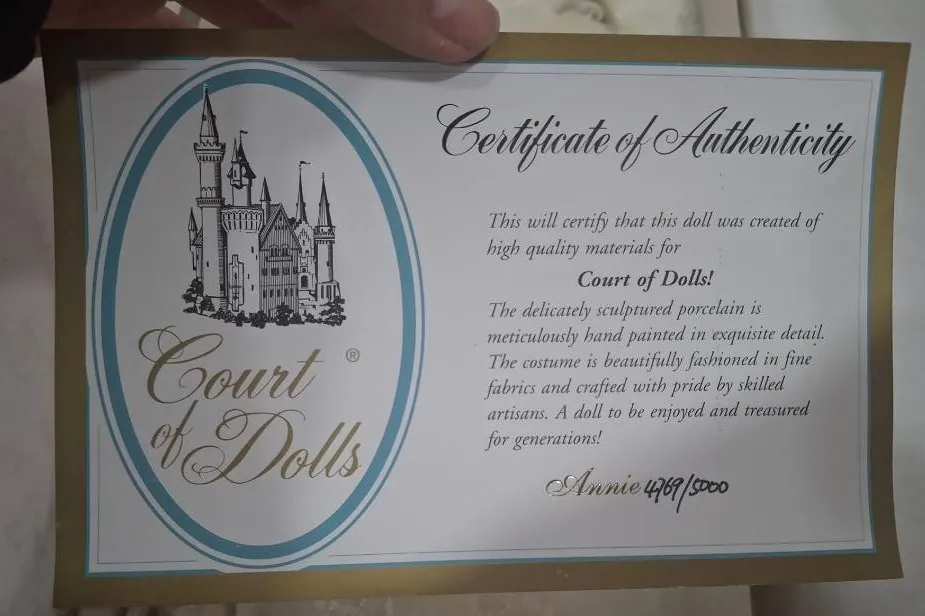 Court ®
of Dolls
Certificate of Authenticity
This will certify that this doll was created of
high quality materials for
Court of Dolls!
The delicately sculptured porcelain is
meticulously hand painted in exquisite detail.
The costume is beautifully fashioned in fine
fabrics and crafted with pride by skilled
artisans. A doll to be enjoyed and treasured
for generations!
Annie 4769/5000